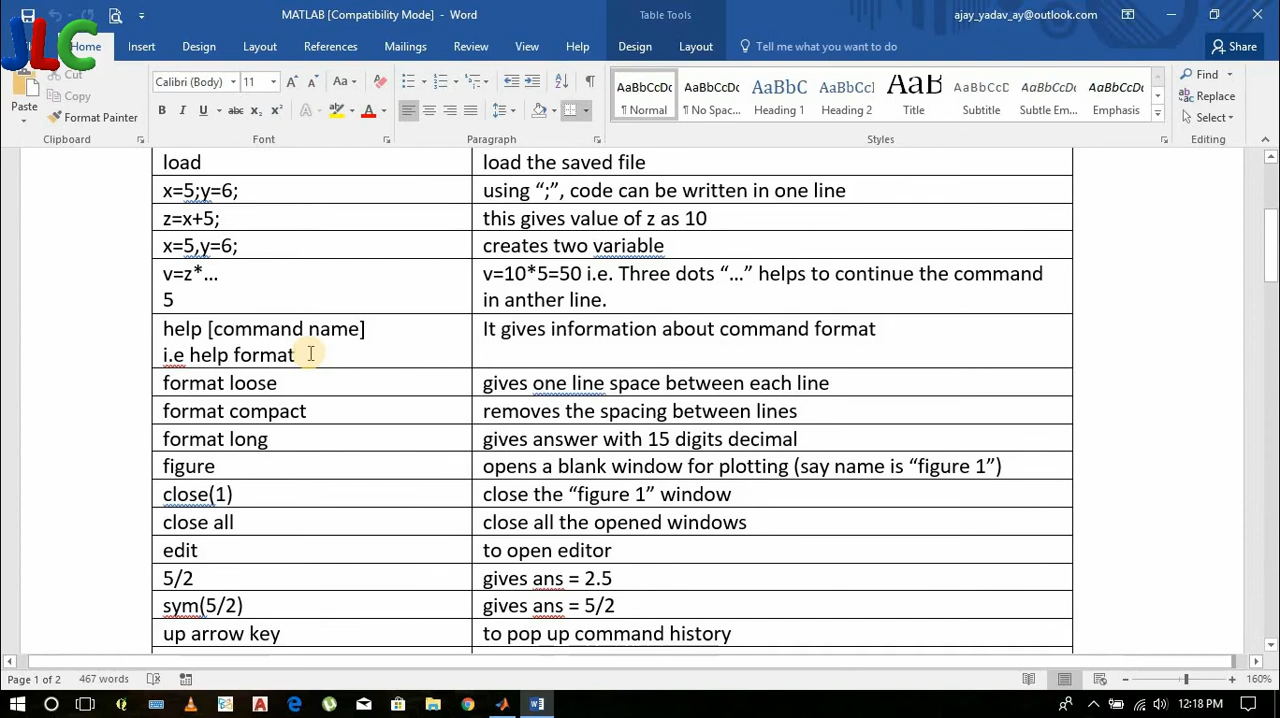 MATLAB [Compatibility Mode] - Word
Table Tools
ajay_yadav_ay@outlook.com
JLC
Home Insert Design Layout References Mailings Review View Help Design Layout Tell me what you want to do Share
Paste
Cut
Copy
Format Painter
Clipboard
Calibri (Body) 11
Font
Paragraph
AaBbCcDc AaBbCcDc AaBbC AaBbCcI AaB AaBbCcD AaBbCcDc AaBbCcDc
¶ Normal ¶ No Spac... Heading 1 Heading 2 Title Subtitle Subtle Em... Emphasis
Styles
Find
Replace
Select
Editing
load load the saved file
x=5;y=6; using “;”, code can be written in one line
z=x+5; this gives value of z as 10
x=5,y=6; creates two variable
v=z*... v=10*5=50 i.e. Three dots “...” helps to continue the command
5 in anther line.
help [command name] It gives information about command format
i.e help format
format loose gives one line space between each line
format compact removes the spacing between lines
format long gives answer with 15 digits decimal
figure opens a blank window for plotting (say name is “figure 1”)
close(1) close the “figure 1” window
close all close all the opened windows
edit to open editor
5/2 gives ans = 2.5
sym(5/2) gives ans = 5/2
up arrow key to pop up command history
Page 1 of 2 467 words 160%
12:18 PM